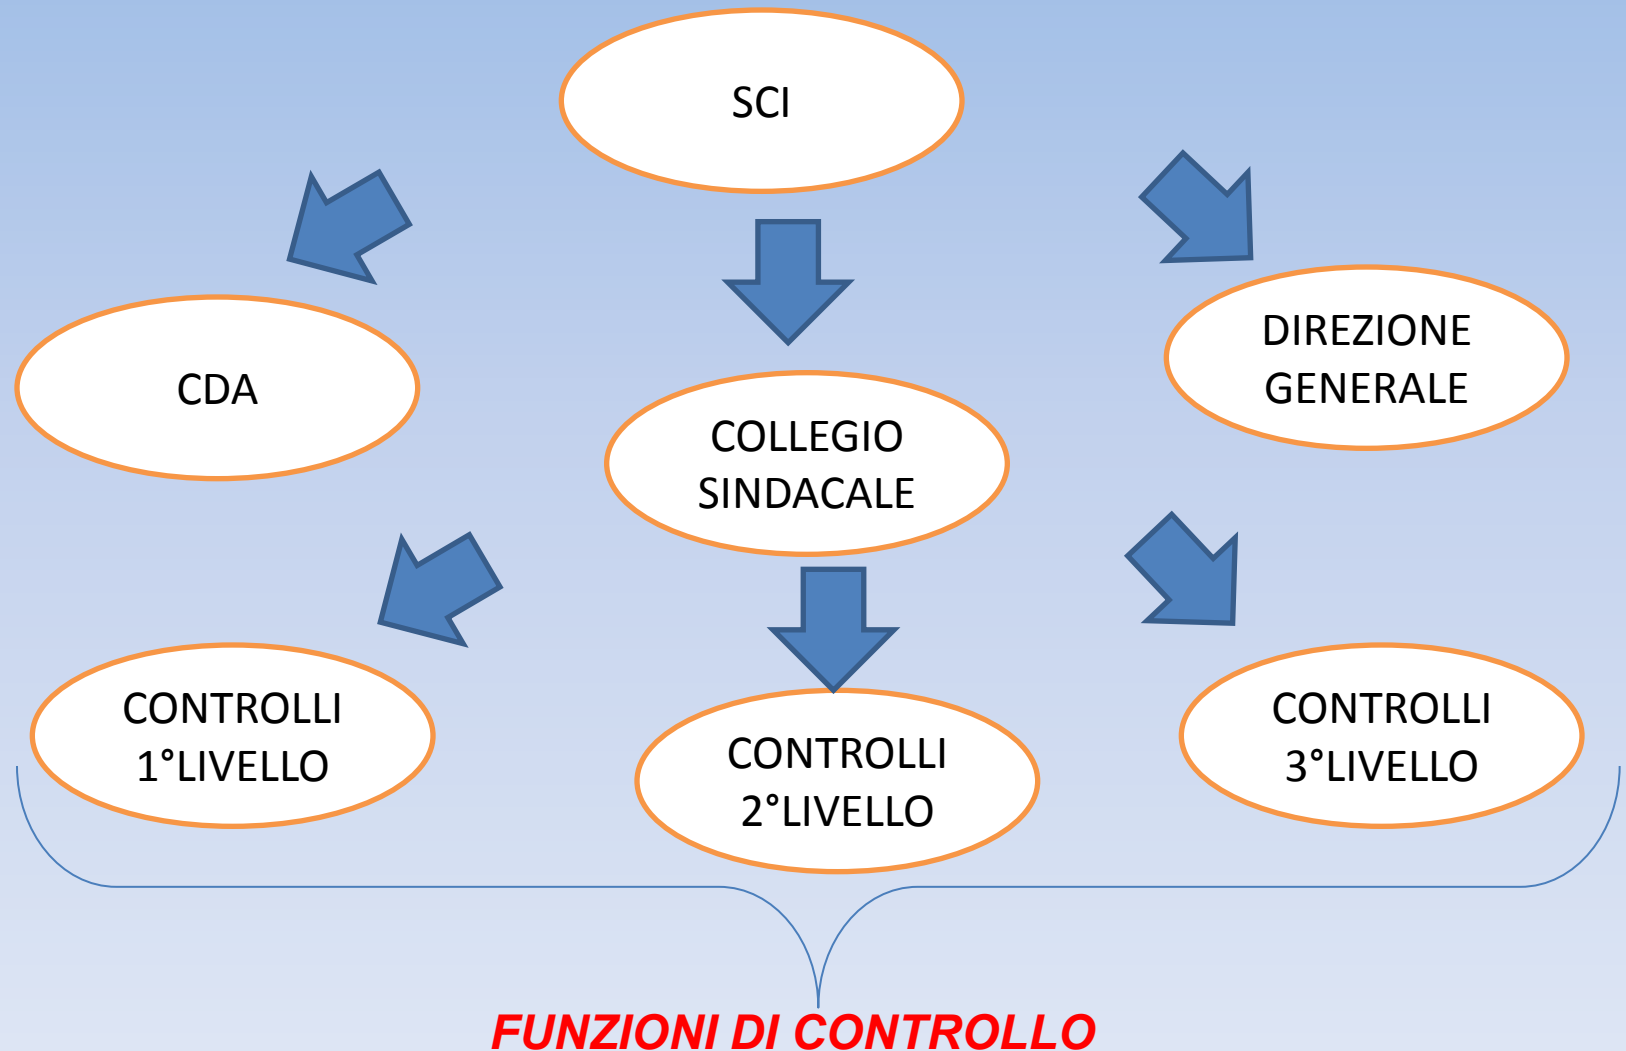 SCI
CDA
COLLEGIO
SINDACALE
DIREZIONE
GENERALE
CONTROLLI
1°LIVELLO
CONTROLLI
2°LIVELLO
CONTROLLI
3°LIVELLO
FUNZIONI DI CONTROLLO